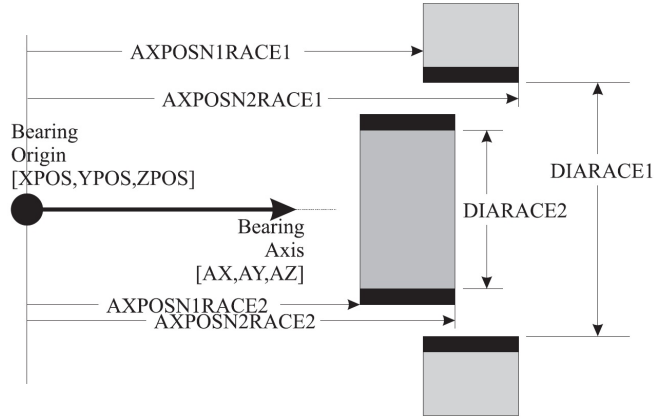 AXPOSN1RACE1
AXPOSN2RACE1
Bearing
Origin
[XPOS,YPOS,ZPOS]
DIARACE1
DIARACE2
Bearing
Axis
[AX,AY,AZ]
AXPOSN1RACE2
AXPOSN2RACE2